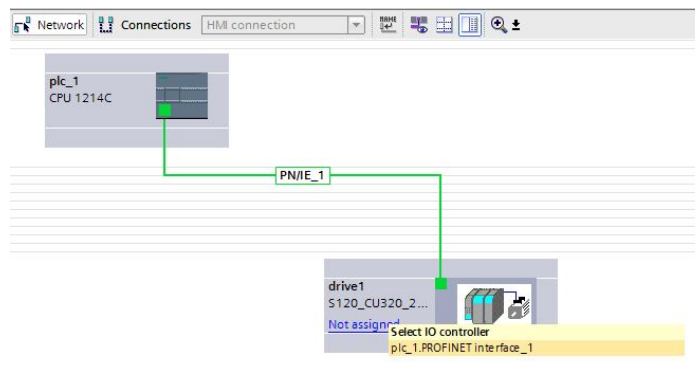 Network
Connections
HMI connection
plc_1
CPU 1214C
PN/IE_1
drive1
S120_CU320_2...
Not assigned
Select IO controller
plc_1.PROFINET interface_1